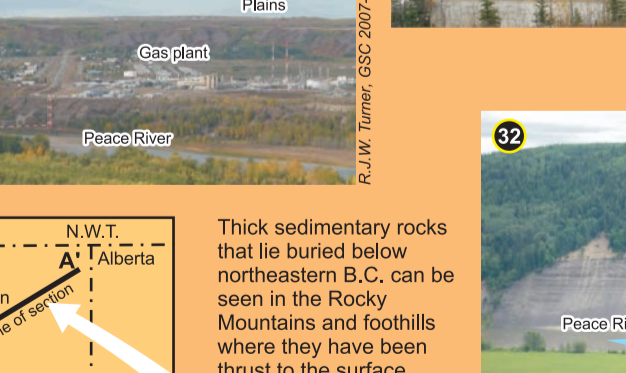 Plains
Gas plant
Peace River
R.J.W. Turner, GSC 2007-
32
N.W.T.
A'
Alberta
of section
Thick sedimentary rocks
that lie buried below
northeastern B.C. can be
seen in the Rocky
Mountains and foothills
where they have been
thrust to the surface
Peace Ri